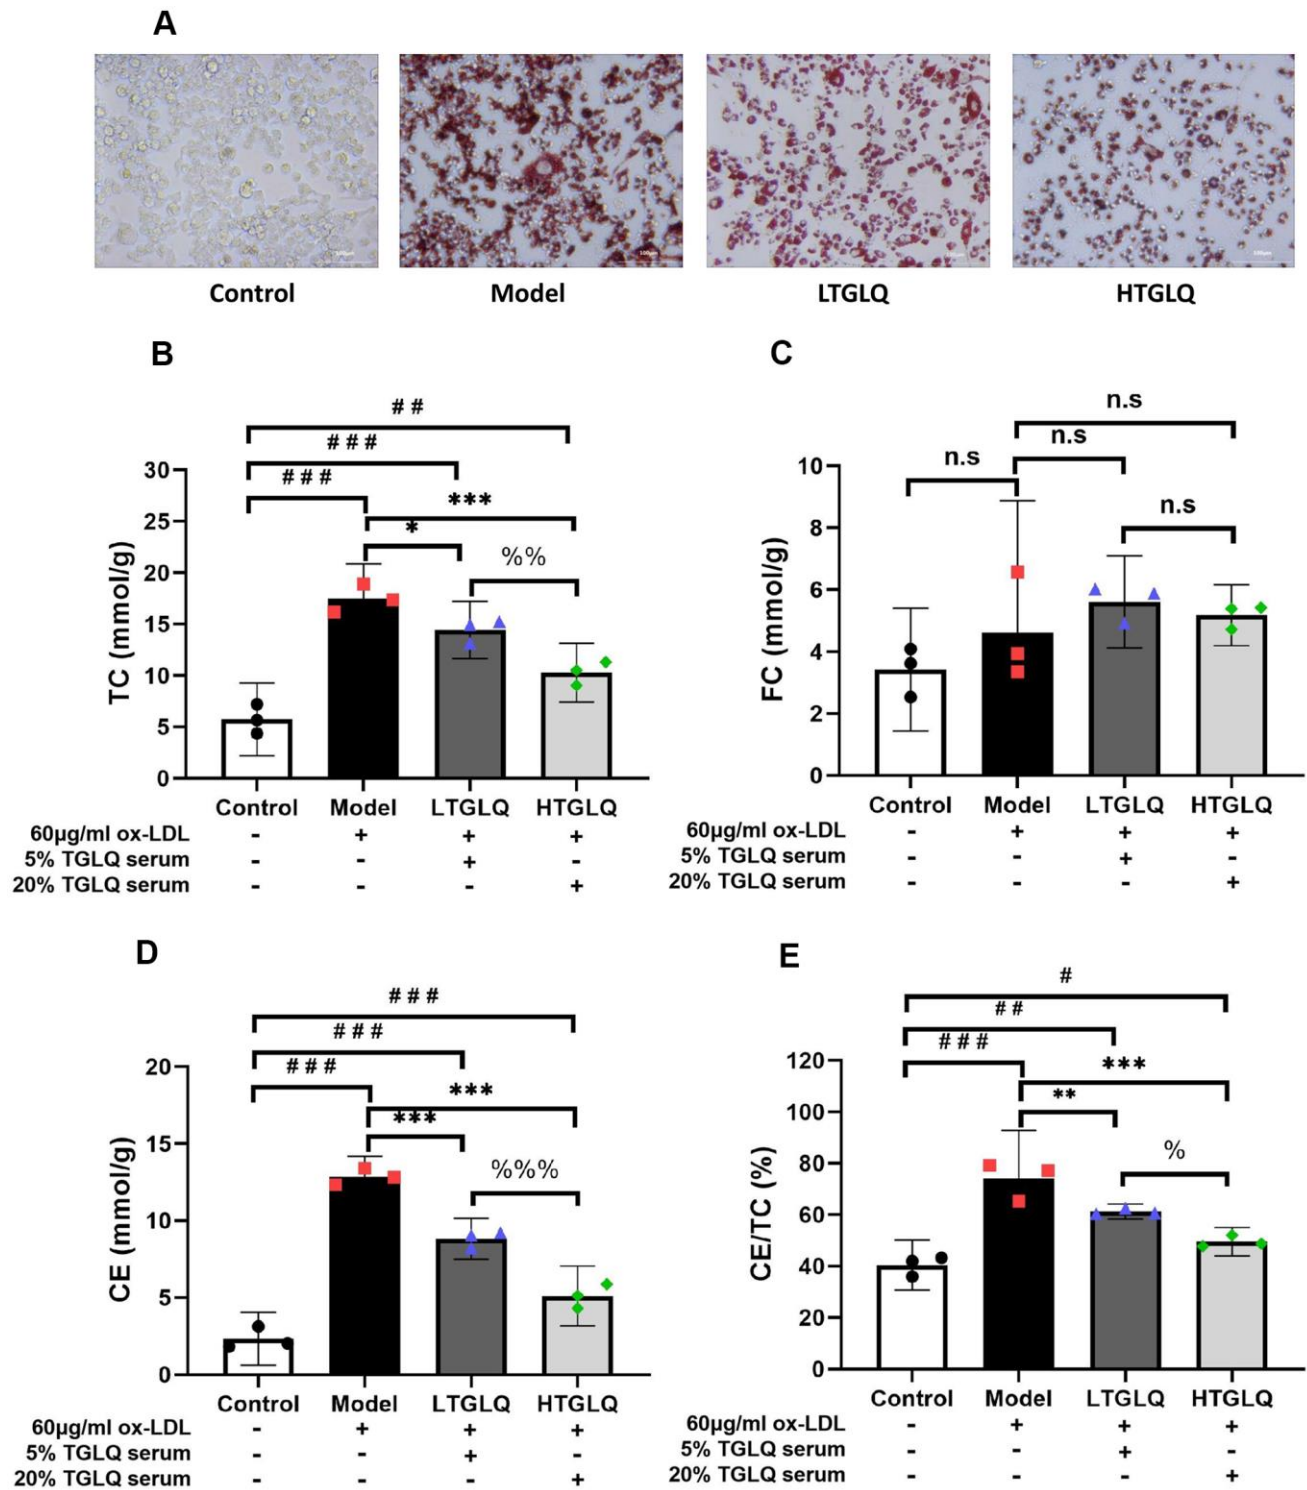 A
100μm
100μm
Control
Model
LTGLQ
HTGLQ
B
# #
# # #
# # #
***
*
%%
TC (mmol/g)
30
25
20
15
10
5
0
Control Model LTGLQ HTGLQ
60μg/ml ox-LDL - + + +
5% TGLQ serum - - + -
20% TGLQ serum - - - +
C
n.s
n.s
n.s
n.s
FC (mmol/g)
10
8
6
4
2
0
Control Model LTGLQ HTGLQ
60μg/ml ox-LDL - + + +
5% TGLQ serum - - + -
20% TGLQ serum - - - +
D
# # #
# # #
# # #
***
***
%%%
CE (mmol/g)
20
15
10
5
0
Control Model LTGLQ HTGLQ
60μg/ml ox-LDL - + + +
5% TGLQ serum - - + -
20% TGLQ serum - - - +
E
#
# #
# # #
***
**
%
CE/TC (%)
120
100
80
60
40
20
0
Control Model LTGLQ HTGLQ
60μg/ml ox-LDL - + + +
5% TGLQ serum - - + -
20% TGLQ serum - - - +